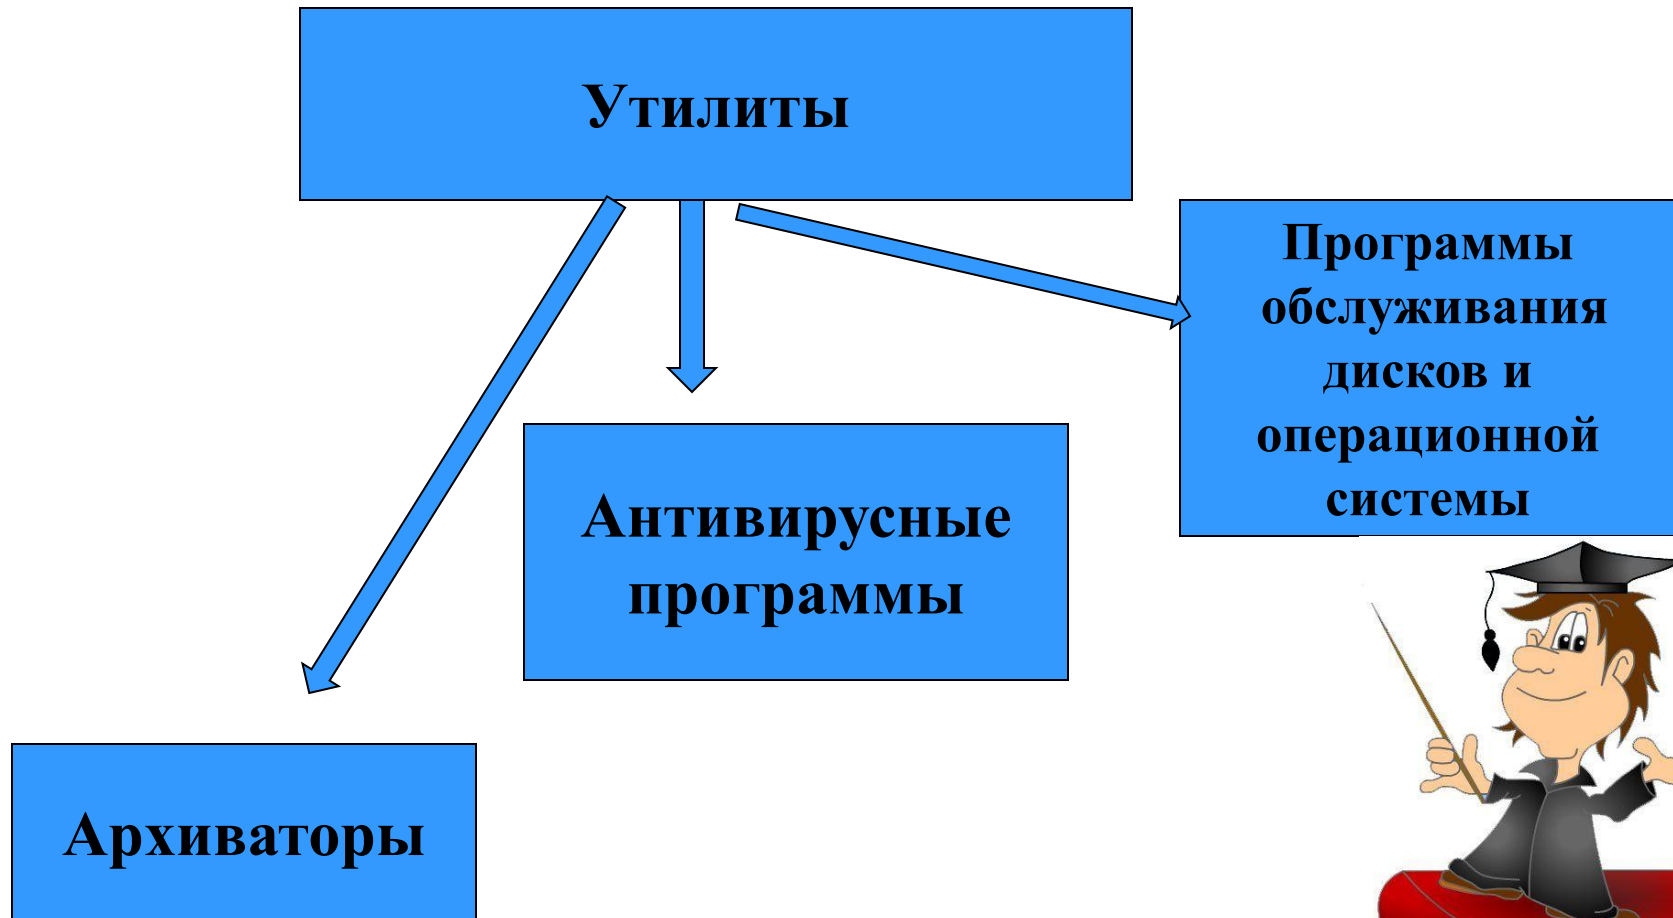 Утилиты
Программы
обслуживания
дисков и
операционной
системы
Антивирусные
программы
Архиваторы